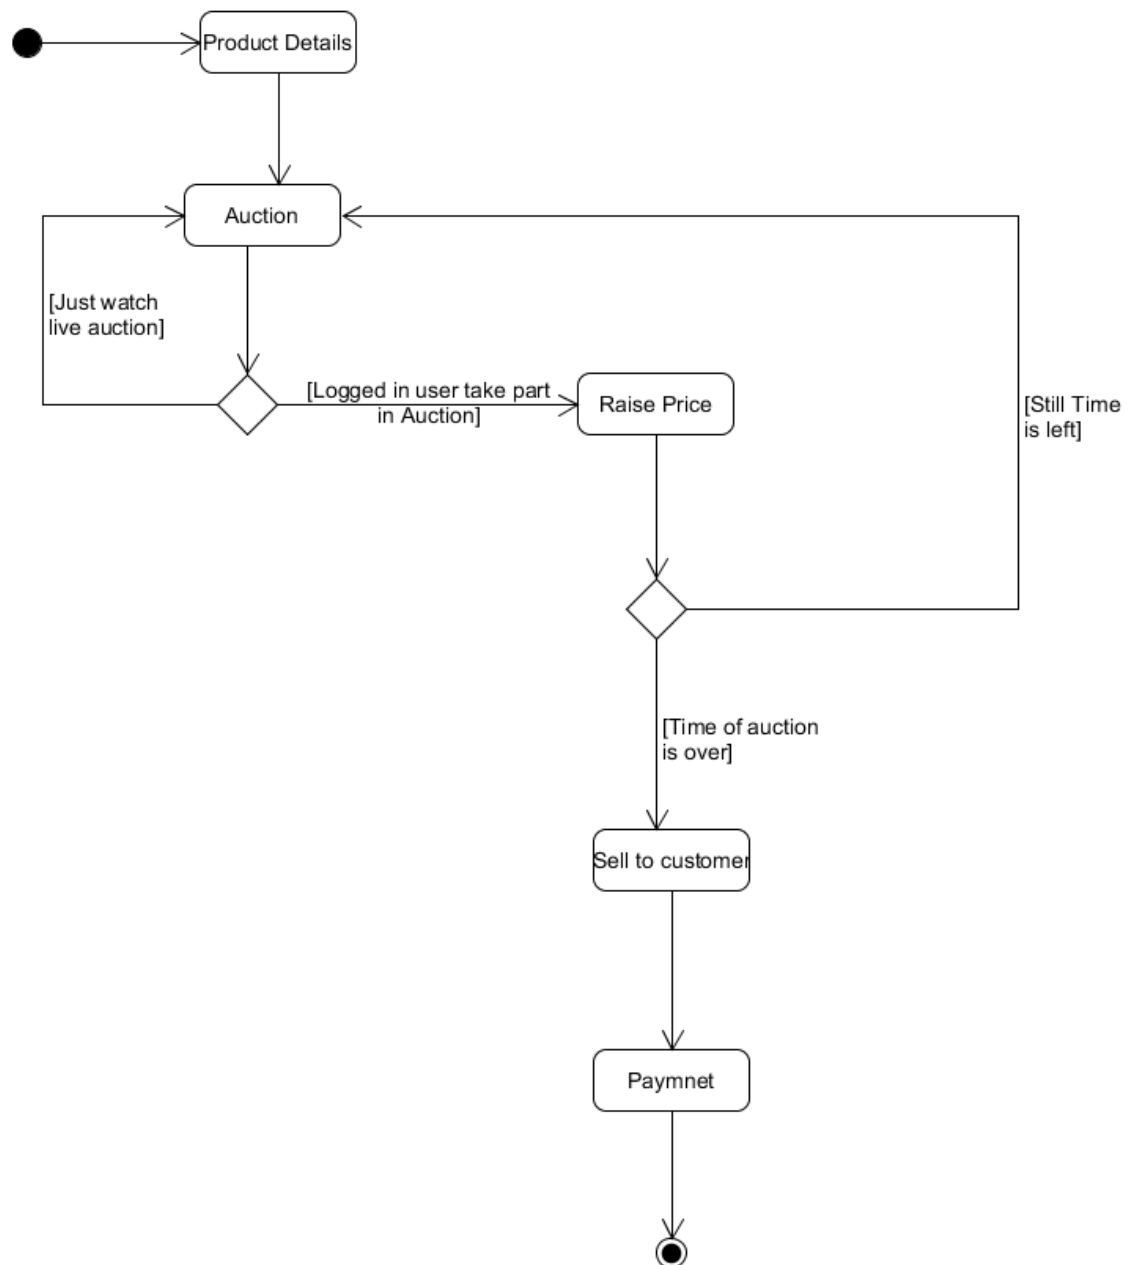 Product Details
Auction
[Just watch
live auction]
[Logged in user take part
in Auction]
Raise Price
[Still Time
is left]
[Time of auction
is over]
Sell to customer
Paymnet